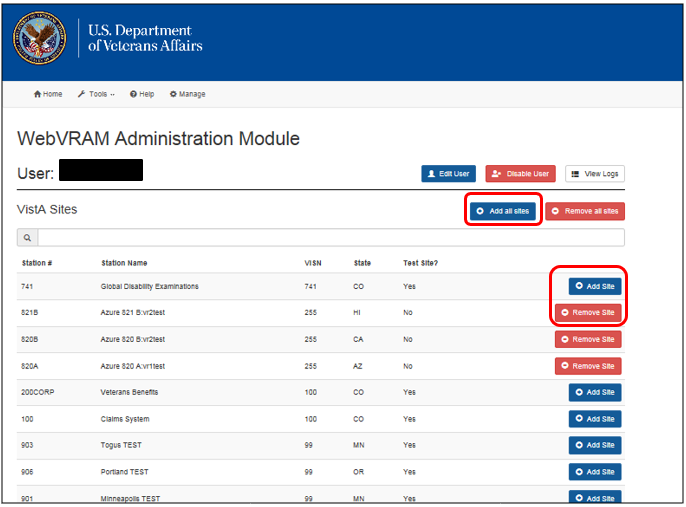 U.S. Department
of Veterans Affairs
Home Tools Help Manage
WebVRAM Administration Module
User: Edit User Disable User View Logs
VistA Sites Add all sites Remove all sites
Station # Station Name VISN State Test Site?
741 Global Disability Examinations 741 CO Yes Add Site
821B Azure 821 B:vr2test 255 HI No Remove Site
820B Azure 820 B:vr2test 255 CA No Remove Site
820A Azure 820 A:vr1test 255 AZ No Remove Site
200CORP Veterans Benefits 100 CO Yes Add Site
100 Claims System 100 CO Yes Add Site
903 Togus TEST 99 MN Yes Add Site
908 Portland TEST 99 OR Yes Add Site
901 Minneapolis TEST 99 MN Yes Add Site